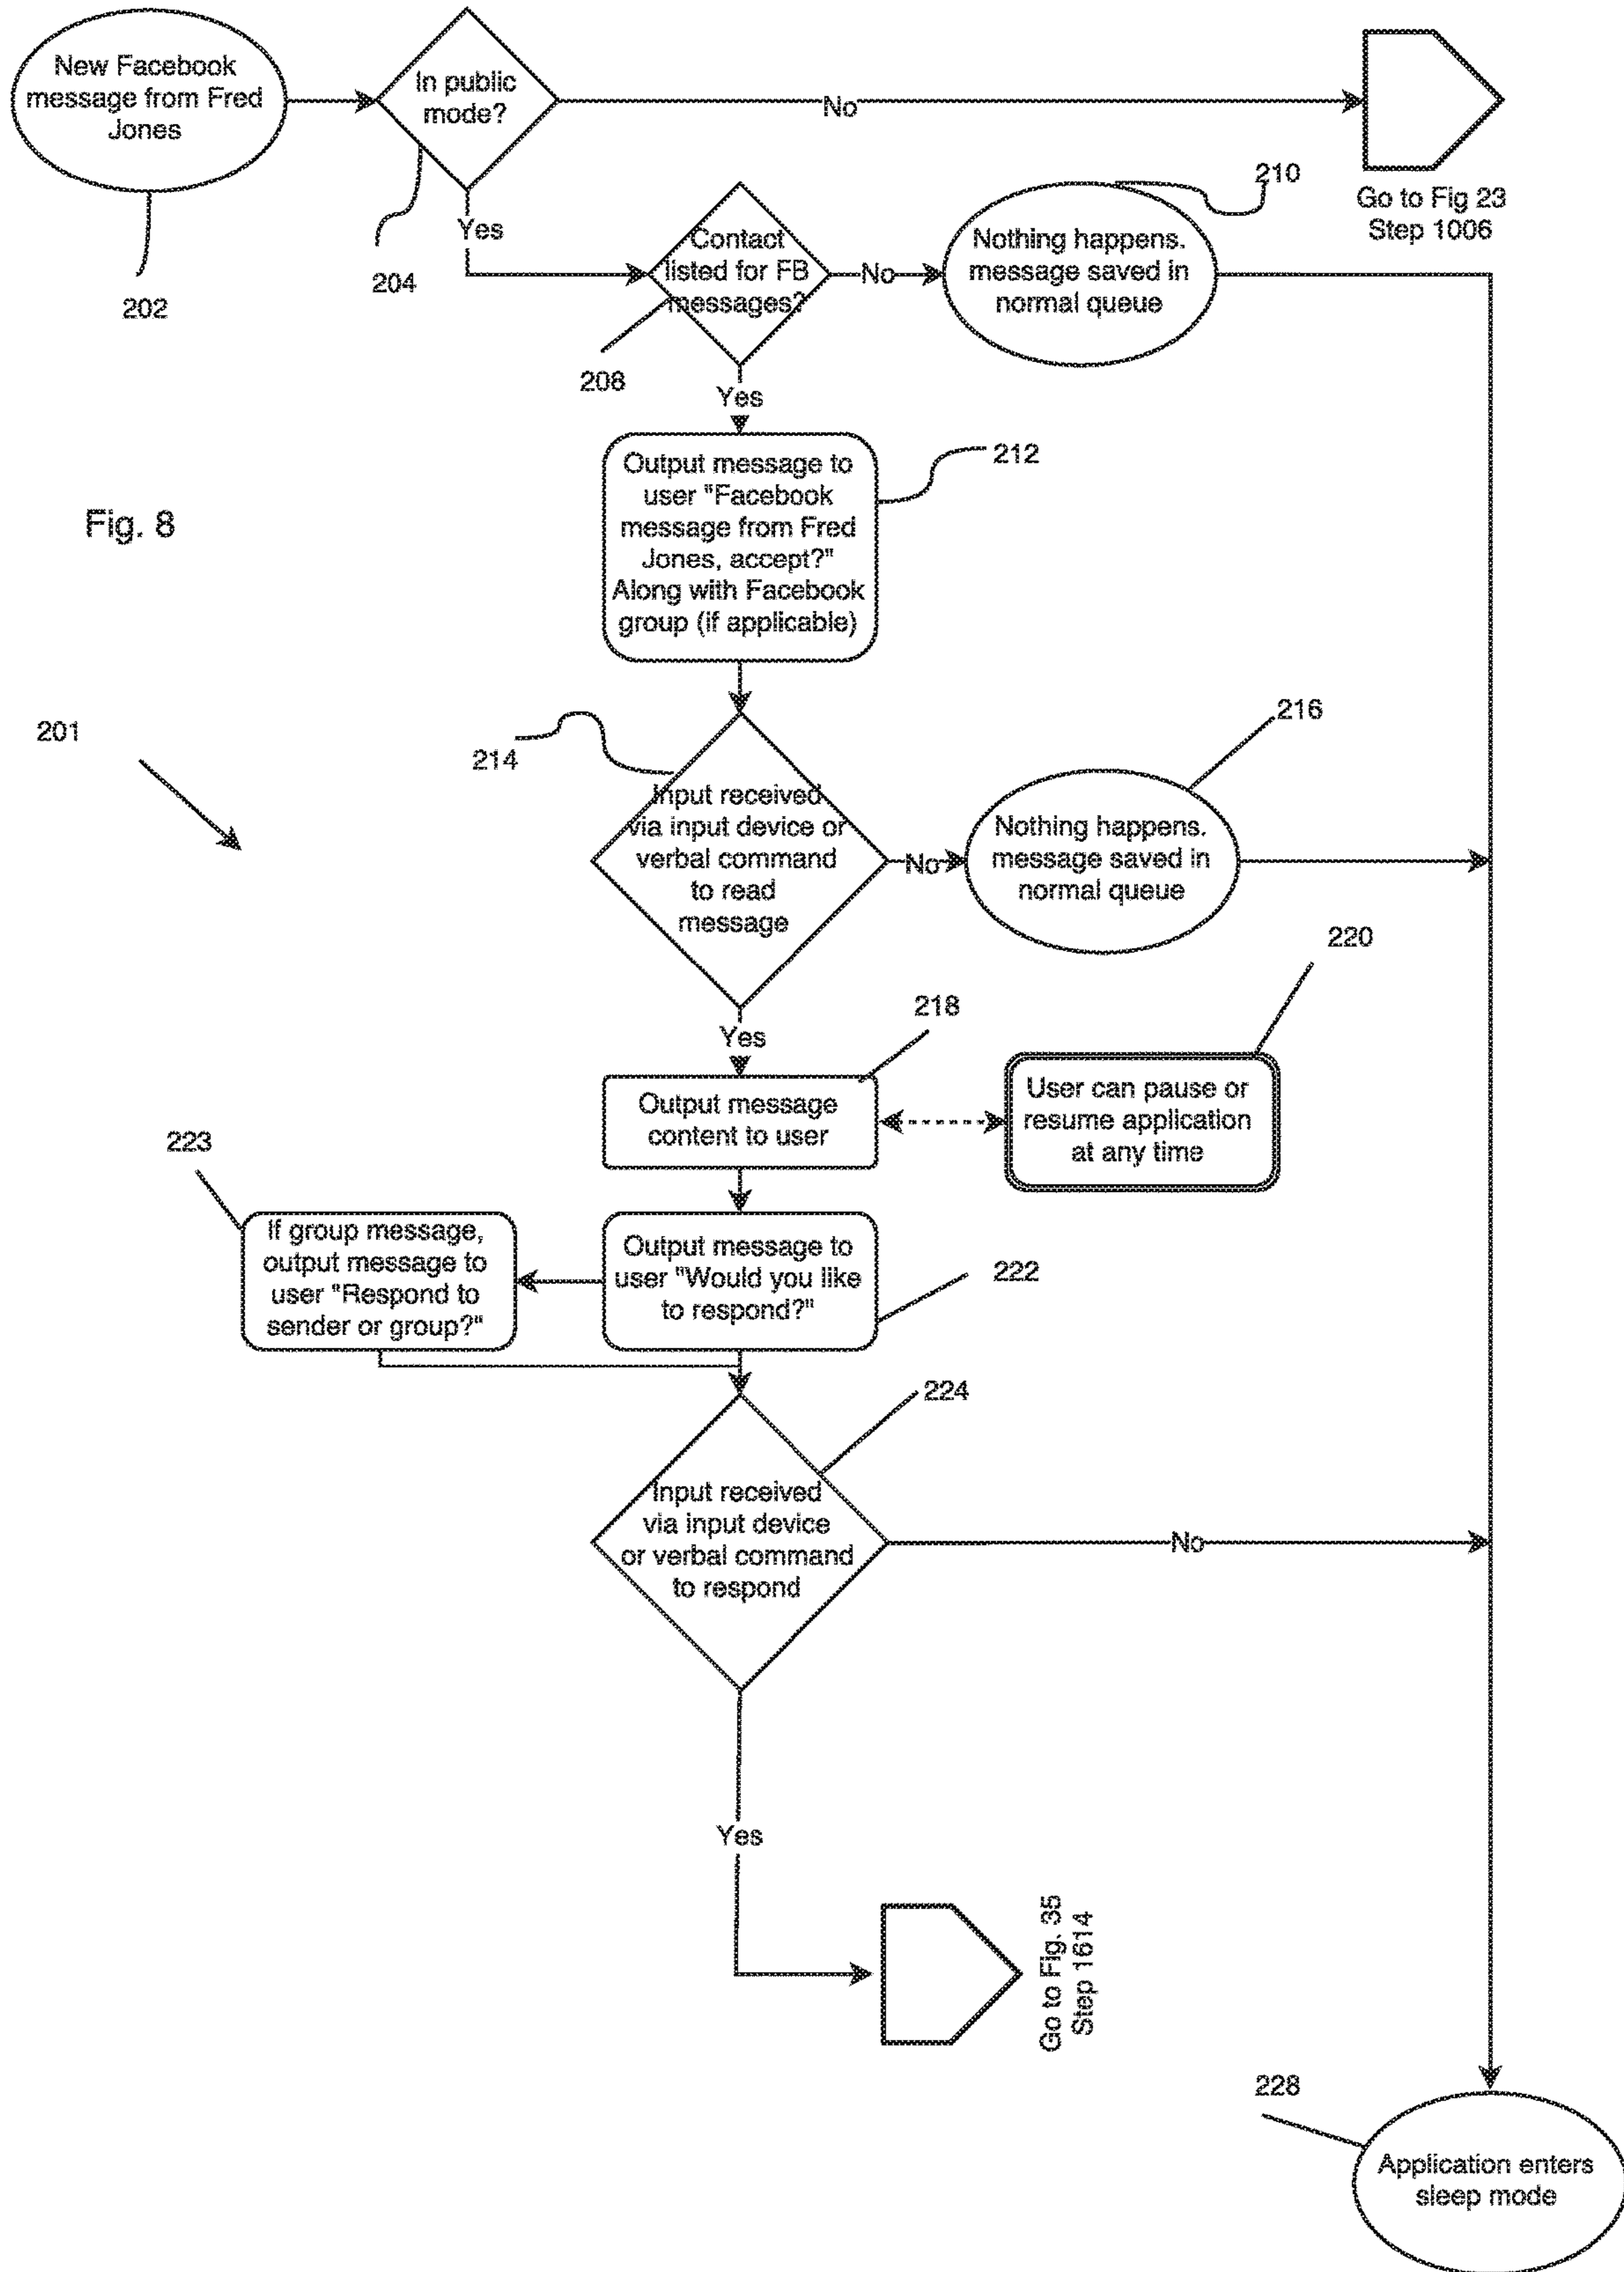 New Facebook
message from Fred
Jones
In public
mode?
No
Go to Fig 23
Step 1006
202
204
Yes
Contact
listed for FB
messages?
No
Nothing happens.
message saved in
normal queue
210
208
Yes
Output message to
user "Facebook
message from Fred
Jones, accept?"
Along with Facebook
group (if applicable)
212
Fig. 8
201
214
Input received
via input device or
verbal command
to read
message
No
Nothing happens.
message saved in
normal queue
216
Yes
218
220
Output message
content to user
User can pause or
resume application
at any time
223
If group message,
output message to
user "Respond to
sender or group?"
Output message to
user "Would you like
to respond?"
222
224
Input received
via input device
or verbal command
to respond
No
Yes
Go to Fig. 35
Step 1614
228
Application enters
sleep mode